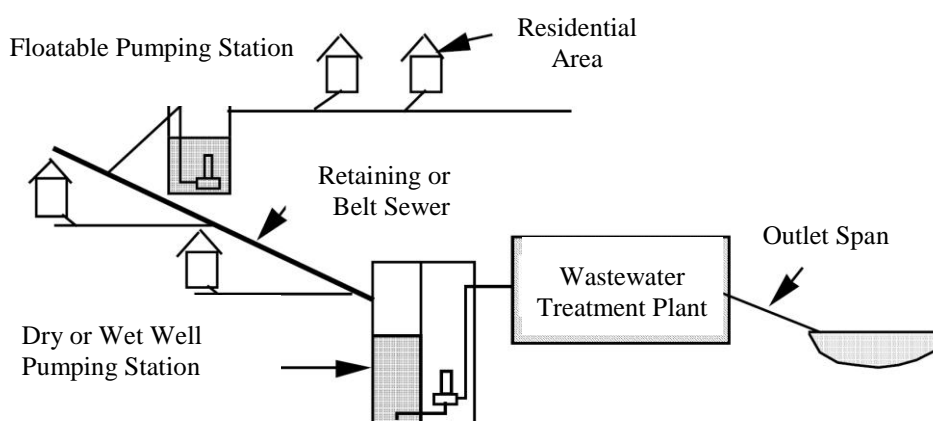 Floatable Pumping Station
Residential
Area
Retaining or
Belt Sewer
Outlet Span
Wastewater
Treatment Plant
Dry or Wet Well
Pumping Station